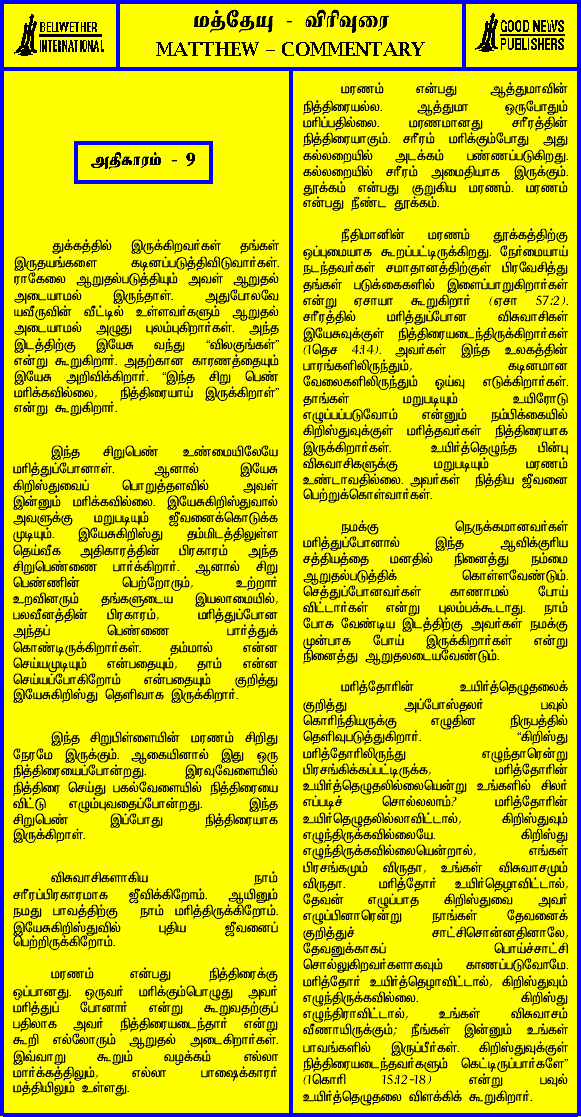 BELIWETHER
INTERNATIONAL
மத்தேயு - விரிவுரை
MATTHEW – COMMENTARY
GOOD NEWS
PUBLISHERS
அதிகாரம் - 9
துக்கத்தில் இருக்கிறவர்கள் தங்கள்
இருதயங்களை கடினப்படுத்திவிடுவார்கள்.
ராகேலை ஆறுதல்படுத்தியும் அவள் ஆறுதல்
அடையாமல் இருந்தாள். அதுபோலவே
யவீருவின் வீட்டில் உள்ளவர்களும் ஆறுதல்
அடையாமல் அழுது புலம்புகிறார்கள். அந்த
இடத்திற்கு இயேசு வந்து “விலகுங்கள்”
என்று கூறுகிறார். அதற்கான காரணத்தையும்
இயேசு அறிவிக்கிறார். “இந்த சிறு பெண்
மரிக்கவில்லை, நித்திரையாய் இருக்கிறாள்”
என்று கூறுகிறார்.
இந்த சிறுபெண் உண்மையிலேயே
மரித்துப்போனாள். ஆனால் இயேசு
கிறிஸ்துவைப் பொறுத்தளவில் அவள்
இன்னும் மரிக்கவில்லை. இயேசுகிறிஸ்துவால்
அவளுக்கு மறுபடியும் ஜீவனைக்கொடுக்க
முடியும். இயேசுகிறிஸ்து தம்மிடத்திலுள்ள
தெய்வீக அதிகாரத்தின் பிரகாரம் அந்த
சிறுபெண்ணை பார்க்கிறார். ஆனால் சிறு
பெண்ணின் பெற்றோரும், உற்றார்
உறவினரும் தங்களுடைய இயலாமையில்,
பலவீனத்தின் பிரகாரம், மரித்துப்போன
அந்தப் பெண்ணை பார்த்துக்
கொண்டிருக்கிறார்கள். தம்மால் என்ன
செய்யமுடியும் என்பதையும், தாம் என்ன
செய்யப்போகிறோம் என்பதையும் குறித்து
இயேசுகிறிஸ்து தெளிவாக இருக்கிறார்.
இந்த சிறுபிள்ளையின் மரணம் சிறிது
நேரமே இருக்கும். ஆகையினால் இது ஒரு
நித்திரையைப்போன்றது. இரவுவேளையில்
நித்திரை செய்து பகல்வேளையில் நித்திரையை
விட்டு எழும்புவதைப்போன்றது. இந்த
சிறுபெண் இப்போது நித்திரையாக
இருக்கிறாள்.
விசுவாசிகளாகிய நாம்
சரீரப்பிரகாரமாக ஜீவிக்கிறோம். ஆயினும்
நமது பாவத்திற்கு நாம் மரித்திருக்கிறோம்.
இயேசுகிறிஸ்துவில் புதிய ஜீவனைப்
பெற்றிருக்கிறோம்.
மரணம் என்பது நித்திரைக்கு
ஒப்பானது. ஒருவர் மரிக்கும்பொழுது அவர்
மரித்துப் போனார் என்று கூறுவதற்குப்
பதிலாக அவர் நித்திரையடைந்தார் என்று
கூறி எல்லோரும் ஆறுதல் அடைகிறார்கள்.
இவ்வாறு கூறும் வழக்கம் எல்லா
மார்க்கத்திலும், எல்லா பாஷைக்காரர்
மத்தியிலும் உள்ளது.
மரணம் என்பது ஆத்துமாவின்
நித்திரையல்ல. ஆத்துமா ஒருபோதும்
மரிப்பதில்லை. மரணமானது சரீரத்தின்
நித்திரையாகும். சரீரம் மரிக்கும்போது அது
கல்லறையில் அடக்கம் பண்ணப்படுகிறது.
கல்லறையில் சரீரம் அமைதியாக இருக்கும்.
தூக்கம் என்பது குறுகிய மரணம். மரணம்
என்பது நீண்ட தூக்கம்.
நீதிமானின் மரணம் தூக்கத்திற்கு
ஒப்புமையாக கூறப்பட்டிருக்கிறது. நேர்மையாய்
நடந்தவர்கள் சமாதானத்திற்குள் பிரவேசித்து
தங்கள் படுக்கைகளில் இளைப்பாறுகிறார்கள்
என்று ஏசாயா கூறுகிறார் (ஏசா 57:2).
சரீரத்தில் மரித்துப்போன விசுவாசிகள்
இயேசுவுக்குள் நித்திரையடைந்திருக்கிறார்கள்
(1தெச 4:14). அவர்கள் இந்த உலகத்தின்
பாரங்களிலிருந்தும், கடினமான
வேலைகளிலிருந்தும் ஓய்வு எடுக்கிறார்கள்.
தாங்கள் மறுபடியும் உயிரோடு
எழுப்பப்படுவோம் என்னும் நம்பிக்கையில்
கிறிஸ்துவுக்குள் மரித்தவர்கள் நித்திரையாக
இருக்கிறார்கள். உயிர்த்தெழுந்த பின்பு
விசுவாசிகளுக்கு மறுபடியும் மரணம்
உண்டாவதில்லை. அவர்கள் நித்திய ஜீவனை
பெற்றுக்கொள்வார்கள்.
நமக்கு நெருக்கமானவர்கள்
மரித்துப்போனால் இந்த ஆவிக்குரிய
சத்தியத்தை மனதில் நினைத்து நம்மை
ஆறுதல்படுத்திக் கொள்ளவேண்டும்.
செத்துப்போனவர்கள் காணாமல் போய்
விட்டார்கள் என்று புலம்பக்கூடாது. நாம்
போக வேண்டிய இடத்திற்கு அவர்கள் நமக்கு
முன்பாக போய் இருக்கிறார்கள் என்று
நினைத்து ஆறுதலடையவேண்டும்.
மரித்தோரின் உயிர்த்தெழுதலைக்
குறித்து அப்போஸ்தலர் பவுல்
கொரிந்தியருக்கு எழுதின நிருபத்தில்
தெளிவுபடுத்துகிறார். “கிறிஸ்து
மரித்தோரிலிருந்து எழுந்தாரென்று
பிரசங்கிக்கப்பட்டிருக்க, மரித்தோரின்
உயிர்த்தெழுதலில்லையென்று உங்களில் சிலர்
எப்படிச் சொல்லலாம்? மரித்தோரின்
உயிர்த்தெழுதலில்லாவிட்டால், கிறிஸ்துவும்
எழுந்திருக்கவில்லையே. கிறிஸ்து
எழுந்திருக்கவில்லையென்றால், எங்கள்
பிரசங்கமும் விருதா, உங்கள் விசுவாசமும்
விருதா. மரித்தோர் உயிர்த்தெழாவிட்டால்,
தேவன் எழுப்பாத கிறிஸ்துவை அவர்
எழுப்பினாரென்று நாங்கள் தேவனைக்
குறித்துச் சாட்சிசொன்னதினாலே,
தேவனுக்காகப் பொய்ச்சாட்சி
சொல்லுகிறவர்களாகவும் காணப்படுவோமே.
மரித்தோர் உயிர்த்தெழாவிட்டால், கிறிஸ்துவும்
எழுந்திருக்கவில்லை. கிறிஸ்து
எழுந்திராவிட்டால், உங்கள் விசுவாசம்
வீணாயிருக்கும்; நீங்கள் இன்னும் உங்கள்
பாவங்களில் இருப்பீர்கள். கிறிஸ்துவுக்குள்
நித்திரையடைந்தவர்களும் கெட்டிருப்பார்களே”
(1கொரி 15:12-18) என்று பவுல்
உயிர்த்தெழுதலை விளக்கிக் கூறுகிறார்.